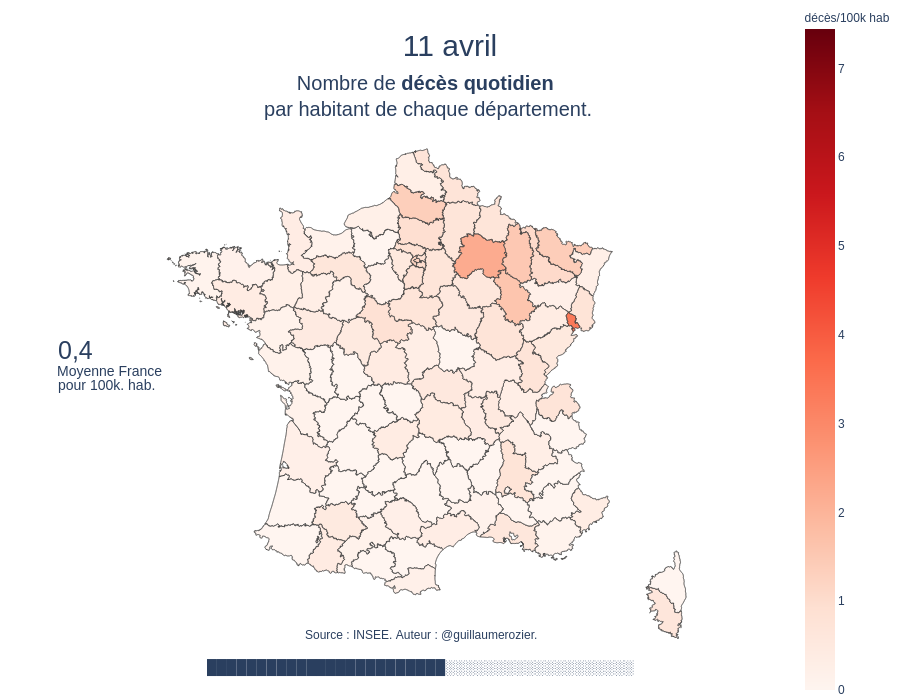 décès/100k hab
11 avril
Nombre de décès quotidien
par habitant de chaque département.
7
6
5
4
3
2
1
0
0,4
Moyenne France
pour 100k. hab.
Source : INSEE. Auteur : @guillaumerozier.